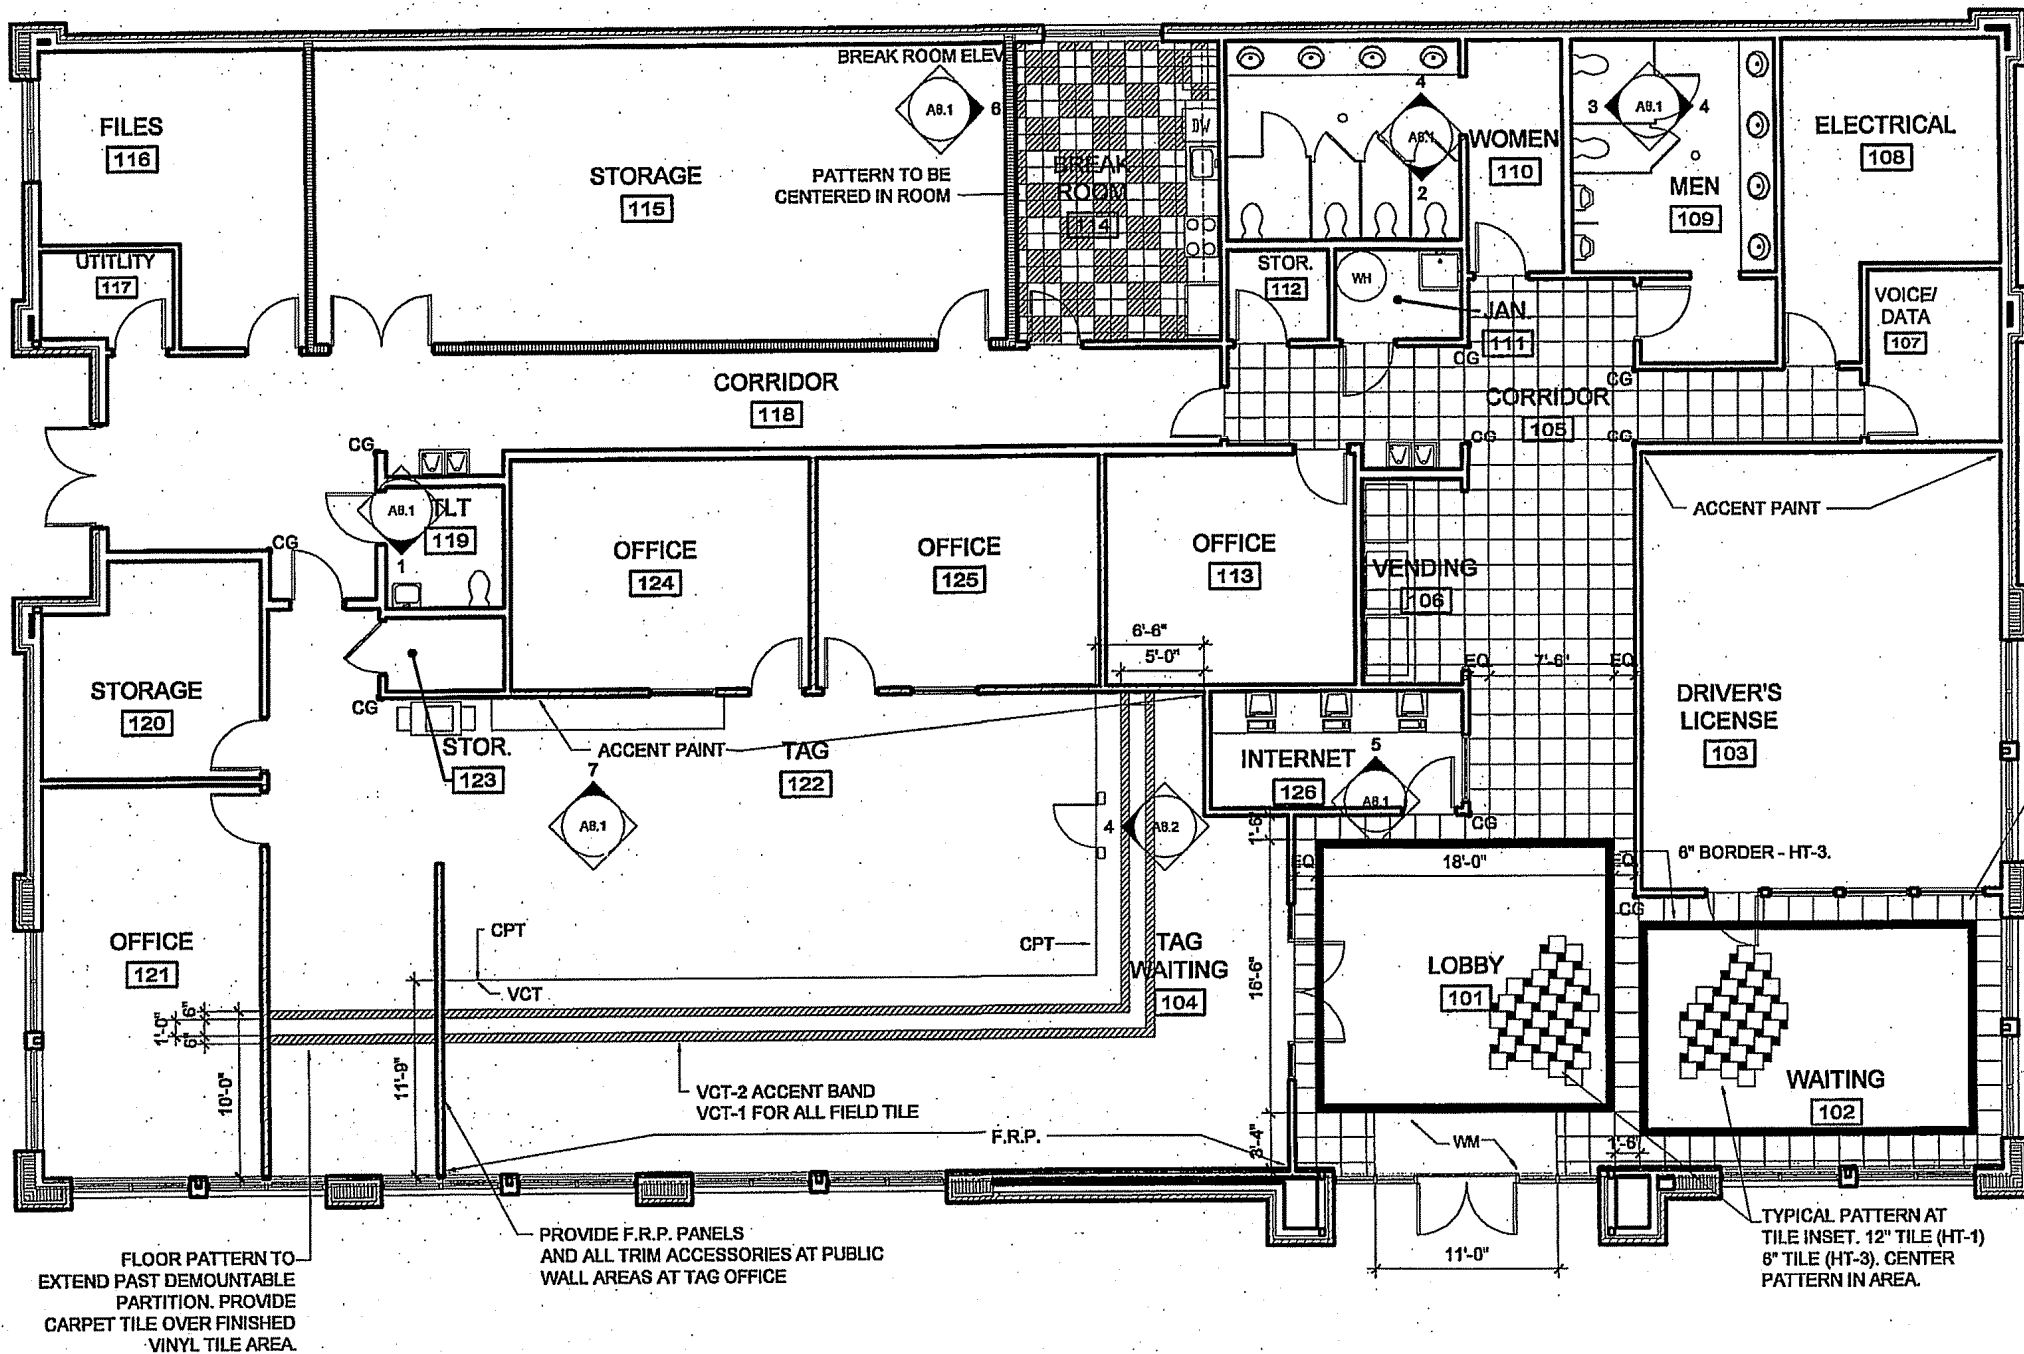 BREAK ROOM ELEV
A8.1
6
FILES
116
STORAGE
115
PATTERN TO BE
CENTERED IN ROOM
BREAK
ROOM
114
DW
4
A8.1
2
WOMEN
110
3
A8.1
4
MEN
109
ELECTRICAL
108
UTITLITY
117
STOR.
112
WH
JAN.
111
VOICE/
DATA
107
CORRIDOR
118
CG
CG
CORRIDOR
105
CG
CG
CG
A8.1
TLT
119
1
CG
OFFICE
124
OFFICE
125
OFFICE
113
VENDING
106
ACCENT PAINT
6'-6"
5'-0"
EQ
7'-6"
EQ
STORAGE
120
CG
STOR.
123
ACCENT PAINT
TAG
122
7
A8.1
4
A8.2
INTERNET
126
5
A8.1
CG
DRIVER'S
LICENSE
103
1'-6"
EQ
18'-0"
EQ
6" BORDER - HT-3.
CG
OFFICE
121
CPT
VCT
CPT
TAG
WAITING
104
16'-6"
LOBBY
101
WAITING
102
6"
1'-0"
6"
10'-0"
11'-9"
VCT-2 ACCENT BAND
VCT-1 FOR ALL FIELD TILE
F.R.P.
3'-4"
WM
1'-6"
FLOOR PATTERN TO
EXTEND PAST DEMOUNTABLE
PARTITION. PROVIDE
CARPET TILE OVER FINISHED
VINYL TILE AREA.
PROVIDE F.R.P. PANELS
AND ALL TRIM ACCESSORIES AT PUBLIC
WALL AREAS AT TAG OFFICE
11'-0"
TYPICAL PATTERN AT
TILE INSET. 12" TILE (HT-1)
6" TILE (HT-3). CENTER
PATTERN IN AREA.